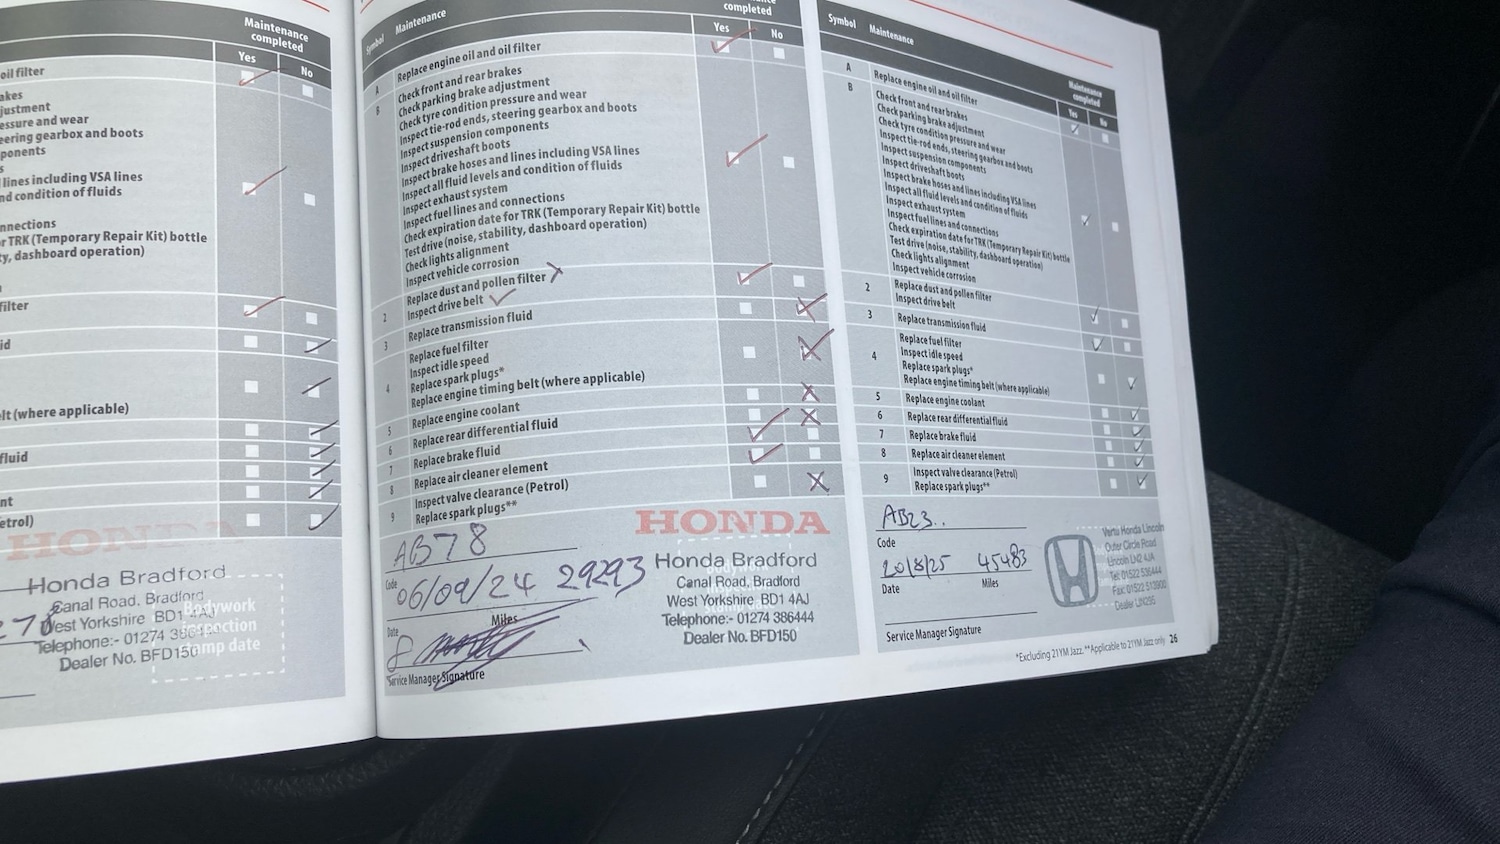 Maintenance
completed
Yes
No
oil filter
akes
justment
essure and wear
eering gearbox and boots
ponents
s
lines including VSA lines
nd condition of fluids
nnections
r TRK (Temporary Repair Kit) bottle
y, dashboard operation)
filter
id
elt (where applicable)
fluid
nt
etrol)
HONDA
Honda Bradford
Canal Road, Bradford
West Yorkshire BD1 4AJ
Telephone:- 01274 386444
Dealer No. BFD150
Bodywork
inspection
stamp date
278
Symbol
Maintenance
completed
Yes
No
A
Replace engine oil and oil filter
B
Check front and rear brakes
Check parking brake adjustment
Check tyre condition pressure and wear
Inspect tie-rod ends, steering gearbox and boots
Inspect suspension components
Inspect driveshaft boots
Inspect brake hoses and lines including VSA lines
Inspect all fluid levels and condition of fluids
Inspect exhaust system
Inspect fuel lines and connections
Check expiration date for TRK (Temporary Repair Kit) bottle
Test drive (noise, stability, dashboard operation)
Check lights alignment
Inspect vehicle corrosion
2
Replace dust and pollen filter
Inspect drive belt
3
Replace transmission fluid
4
Replace fuel filter
Inspect idle speed
Replace spark plugs*
Replace engine timing belt (where applicable)
5
Replace engine coolant
6
Replace rear differential fluid
7
Replace brake fluid
8
Replace air cleaner element
9
Inspect valve clearance (Petrol)
Replace spark plugs**
AB78
Code
06/09/24 29293
Date
Miles
Service Manager Signature
HONDA
Honda Bradford
Canal Road, Bradford
West Yorkshire BD1 4AJ
Telephone:- 01274 386444
Dealer No. BFD150
Symbol
Maintenance
Maintenance
completed
Yes
No
A
Replace engine oil and oil filter
B
Check front and rear brakes
Check parking brake adjustment
Check tyre condition pressure and wear
Inspect tie-rod ends, steering gearbox and boots
Inspect suspension components
Inspect driveshaft boots
Inspect brake hoses and lines including VSA lines
Inspect all fluid levels and condition of fluids
Inspect exhaust system
Inspect fuel lines and connections
Check expiration date for TRK (Temporary Repair Kit) bottle
Test drive (noise, stability, dashboard operation)
Check lights alignment
Inspect vehicle corrosion
2
Replace dust and pollen filter
Inspect drive belt
3
Replace transmission fluid
4
Replace fuel filter
Inspect idle speed
Replace spark plugs*
Replace engine timing belt (where applicable)
5
Replace engine coolant
6
Replace rear differential fluid
7
Replace brake fluid
8
Replace air cleaner element
9
Inspect valve clearance (Petrol)
Replace spark plugs**
AB23..
Code
20/8/25 45483
Date
Miles
Service Manager Signature
Vertu Honda Lincoln
Outer Circle Road
Lincoln LN2 4JA
Tel: 01522 536444
Fax: 01522 513900
Dealer LIN295
*Excluding 21YM Jazz. **Applicable to 21YM Jazz only
26